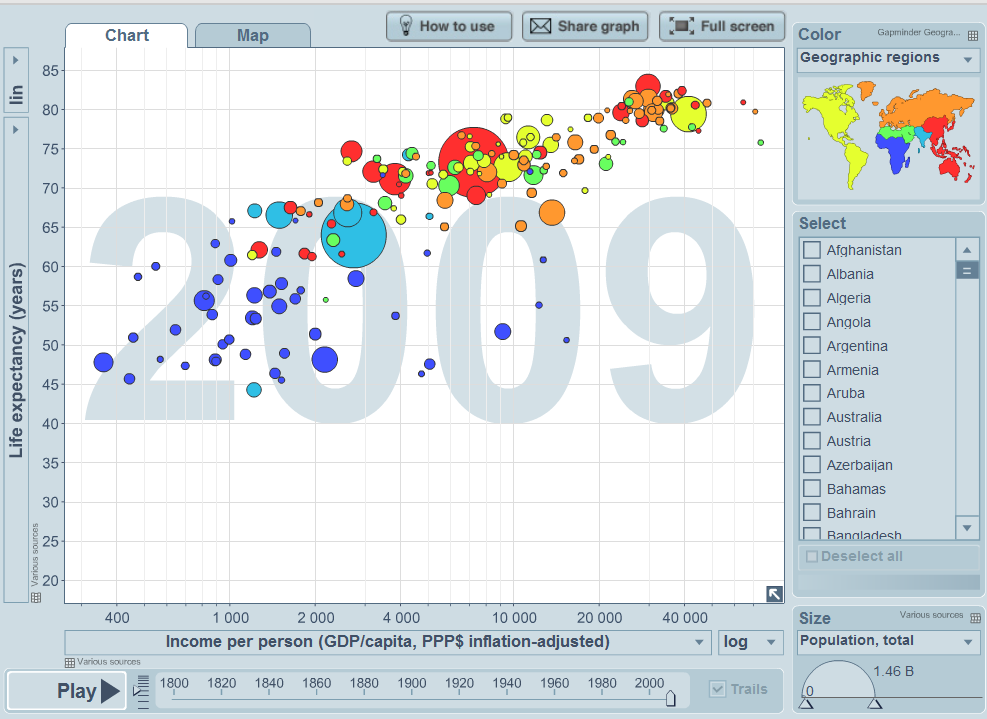 Chart
Map
How to use
Share graph
Full screen
Color
Gapminder Geogra...
Geographic regions
lin
Life expectancy (years)
Various sources
85
80
75
70
65
60
55
50
45
40
35
30
25
20
2009
400
1 000
2 000
4 000
10 000
20 000
40 000
Income per person (GDP/capita, PPP$ inflation-adjusted)
log
Various sources
Select
Afghanistan
Albania
Algeria
Angola
Argentina
Armenia
Aruba
Australia
Austria
Azerbaijan
Bahamas
Bahrain
Bangladesh
Deselect all
Size
Various sources
Population, total
1.46 B
0
Play
1800 1820 1840 1860 1880 1900 1920 1940 1960 1980 2000
Trails